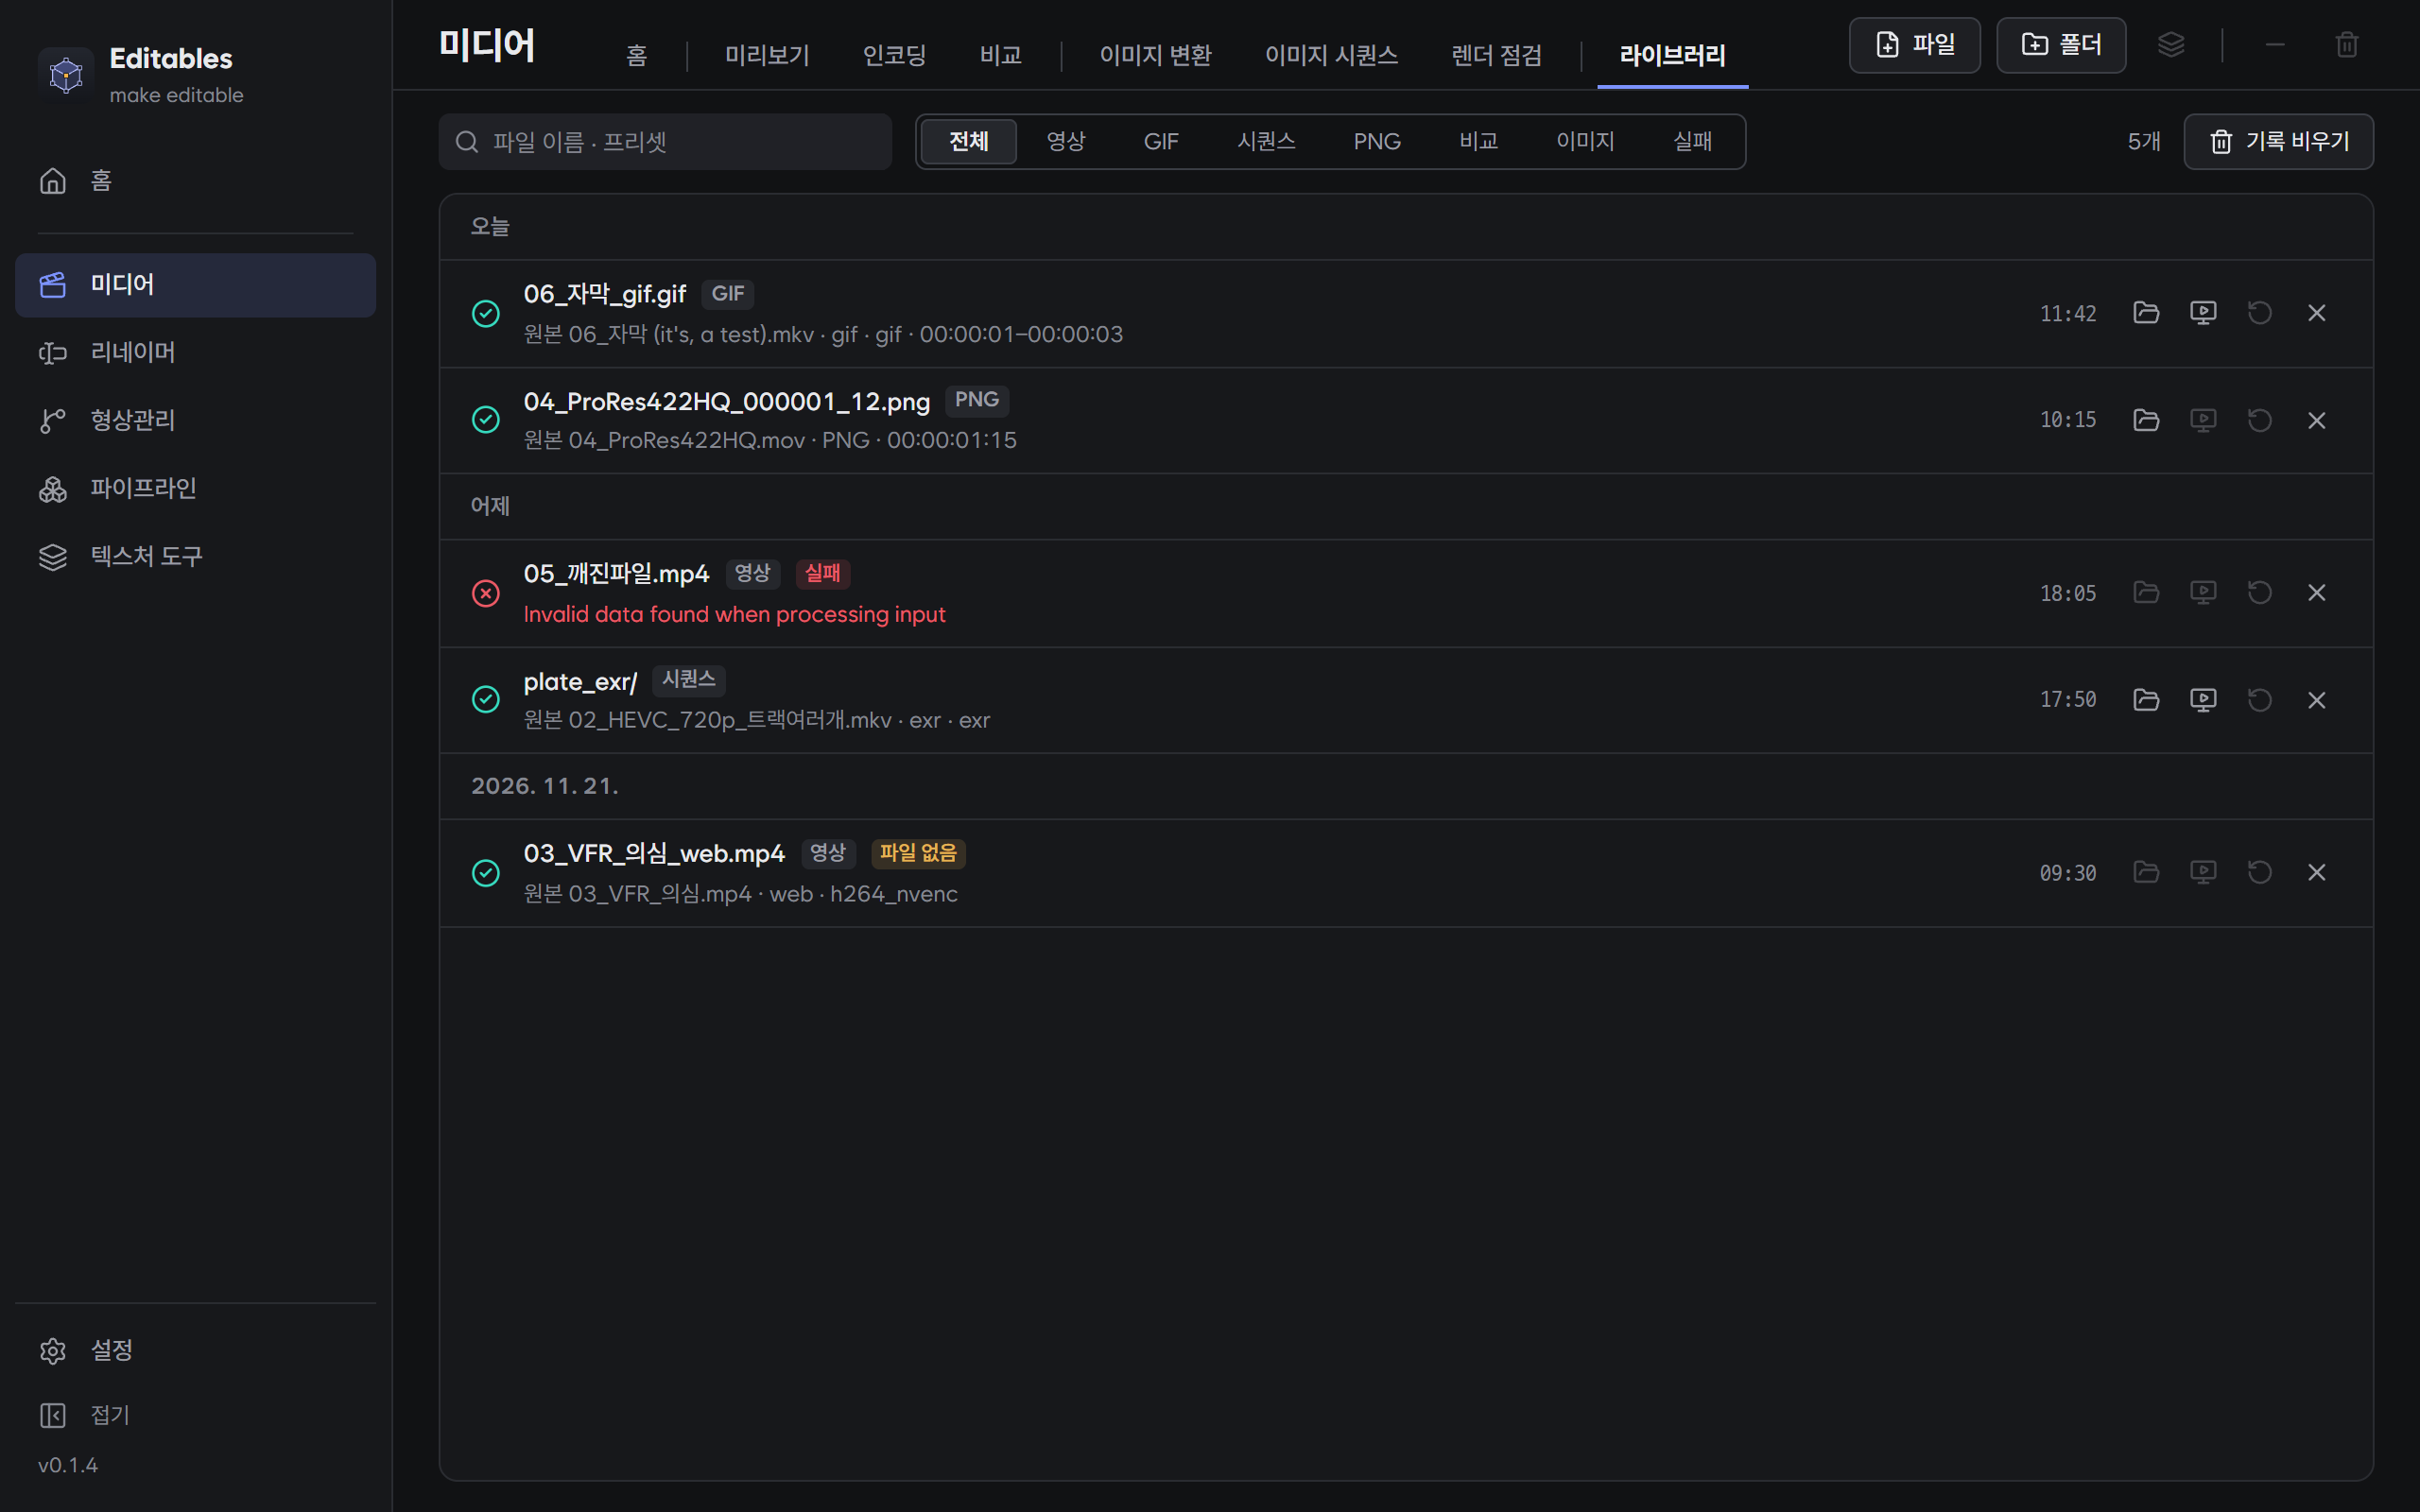 Editables
make editable
홈
미디어
리네이머
형상관리
파이프라인
텍스처 도구
설정
접기
v0.1.4
미디어
홈
미리보기
인코딩
비교
이미지 변환
이미지 시퀀스
렌더 점검
라이브러리
파일
폴더
파일 이름 · 프리셋
전체
영상
GIF
시퀀스
PNG
비교
이미지
실패
5개
기록 비우기
오늘
06_자막_gif.gif GIF
원본 06_자막 (it's, a test).mkv · gif · gif · 00:00:01–00:00:03
11:42
04_ProRes422HQ_000001_12.png PNG
원본 04_ProRes422HQ.mov · PNG · 00:00:01:15
10:15
어제
05_깨진파일.mp4 영상 실패
Invalid data found when processing input
18:05
plate_exr/ 시퀀스
원본 02_HEVC_720p_트랙여러개.mkv · exr · exr
17:50
2026. 11. 21.
03_VFR_의심_web.mp4 영상 파일 없음
원본 03_VFR_의심.mp4 · web · h264_nvenc
09:30